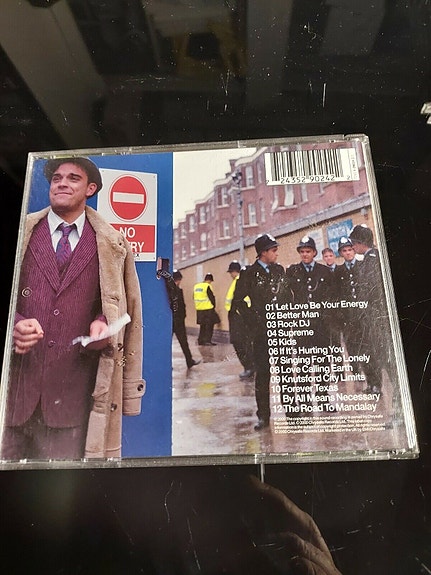 NO
24352 90242
01 Let Love Be Your Energy
02 Better Man
03 Rock DJ
04 Supreme
05 Kids
06 If It's Hurting You
07 Singing For The Lonely
08 Love Calling Earth
09 Knutsford City Limits
10 Forever Texas
11 By All Means Necessary
12 The Road To Mandalay